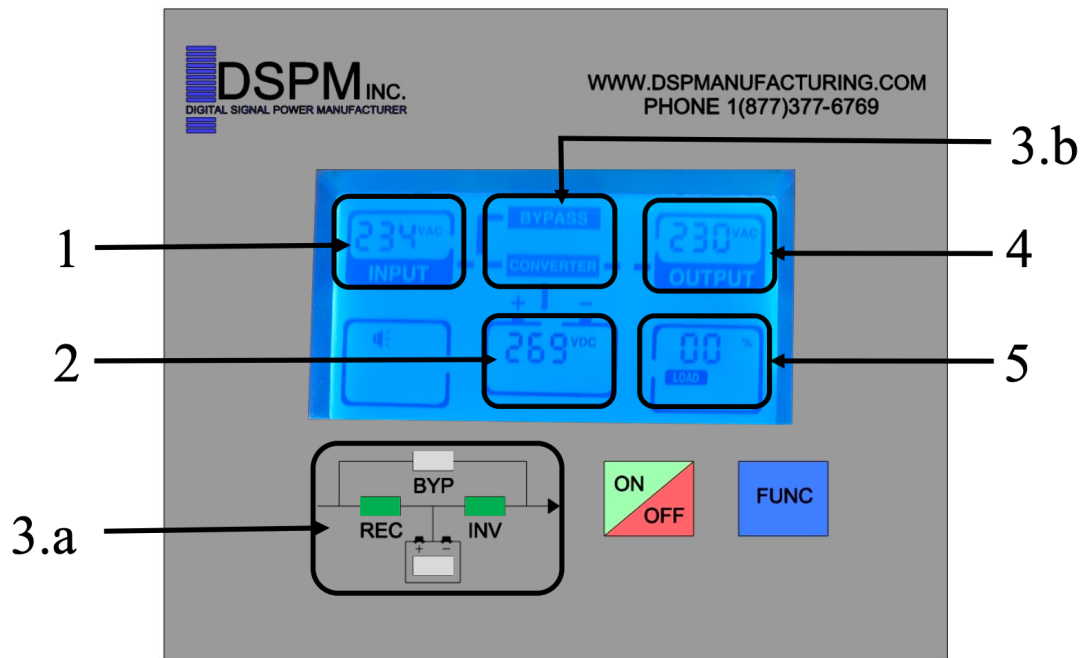 DSPM INC.
DIGITAL SIGNAL POWER MANUFACTURER
WWW.DSPMANUFACTURING.COM
PHONE 1(877)377-6769
3.b
1
234 VAC
INPUT
BYPASS
CONVERTER
230 VAC
OUTPUT
4
2
+ −
269 VDC
00 %
LOAD
5
3.a
BYP
REC
INV
+ −
ON
OFF
FUNC